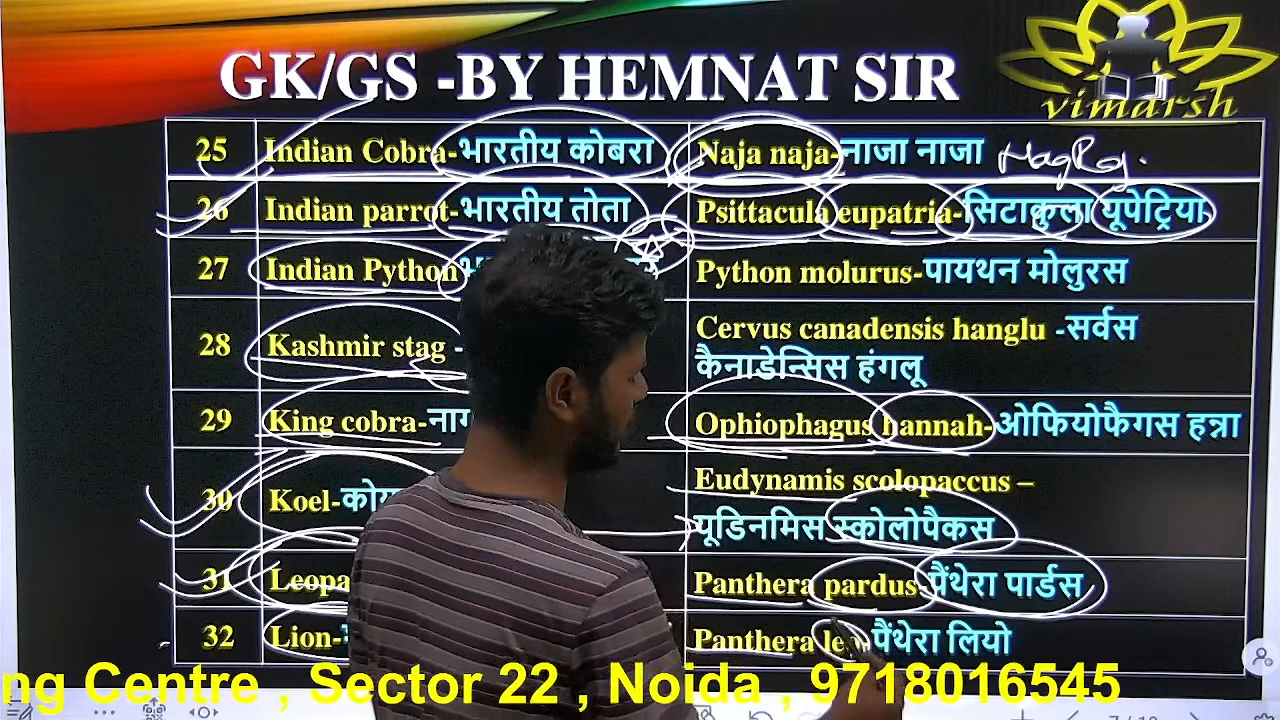 GK/GS -BY HEMNAT SIR
vimarsh
25 Indian Cobra-भारतीय कोबरा Naja naja-नाजा नाजा
26 Indian parrot-भारतीय तोता Psittacula eupatria-सिटाकुला यूपेट्रिया
27 Indian Python Python molurus-पायथन मोलुरस
28 Kashmir stag - Cervus canadensis hanglu -सर्वस
कैनाडेन्सिस हंगलू
29 King cobra-नाग Ophiophagus hannah-ओफियोफैगस हन्ना
30 Koel- Eudynamis scolopaccus –
यूडिनमिस स्कोलोपैकस
31 Panthera pardus-पैंथेरा पार्डस
32 Lion- Panthera leo-पैंथेरा लियो
Centre , Sector 22 , Noida , 9718016545